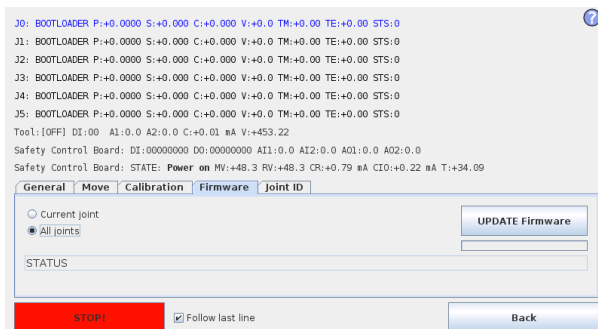 ?
J0: BOOTLOADER P:+0.0000 S:+0.000 C:+0.000 V:+0.0 TM:+0.0 TE:+0.00 STS:0
J1: BOOTLOADER P:+0.0000 S:+0.000 C:+0.000 V:+0.0 TM:+0.0 TE:+0.00 STS:0
J2: BOOTLOADER P:+0.0000 S:+0.000 C:+0.000 V:+0.0 TM:+0.0 TE:+0.00 STS:0
J3: BOOTLOADER P:+0.0000 S:+0.000 C:+0.000 V:+0.0 TM:+0.0 TE:+0.00 STS:0
J4: BOOTLOADER P:+0.0000 S:+0.000 C:+0.000 V:+0.0 TM:+0.0 TE:+0.00 STS:0
J5: BOOTLOADER P:+0.0000 S:+0.000 C:+0.000 V:+0.0 TM:+0.0 TE:+0.00 STS:0
Tool:[OFF] DI:00 A1:0.0 A2:0.0 C:+0.01 mA V:+453.22
Safety Control Board: DI:00000000 DO:00000000 AI1:0.0 AI2:0.0 AO1:0.0 AO2:0.0
Safety Control Board: STATE: Power on MV:+48.3 RV:+48.3 CR:+0.79 mA CIO:+0.22 mA T:+34.09
General Move Calibration Firmware Joint ID
Current joint
All joints
UPDATE Firmware
STATUS
STOP!
Follow last line
Back